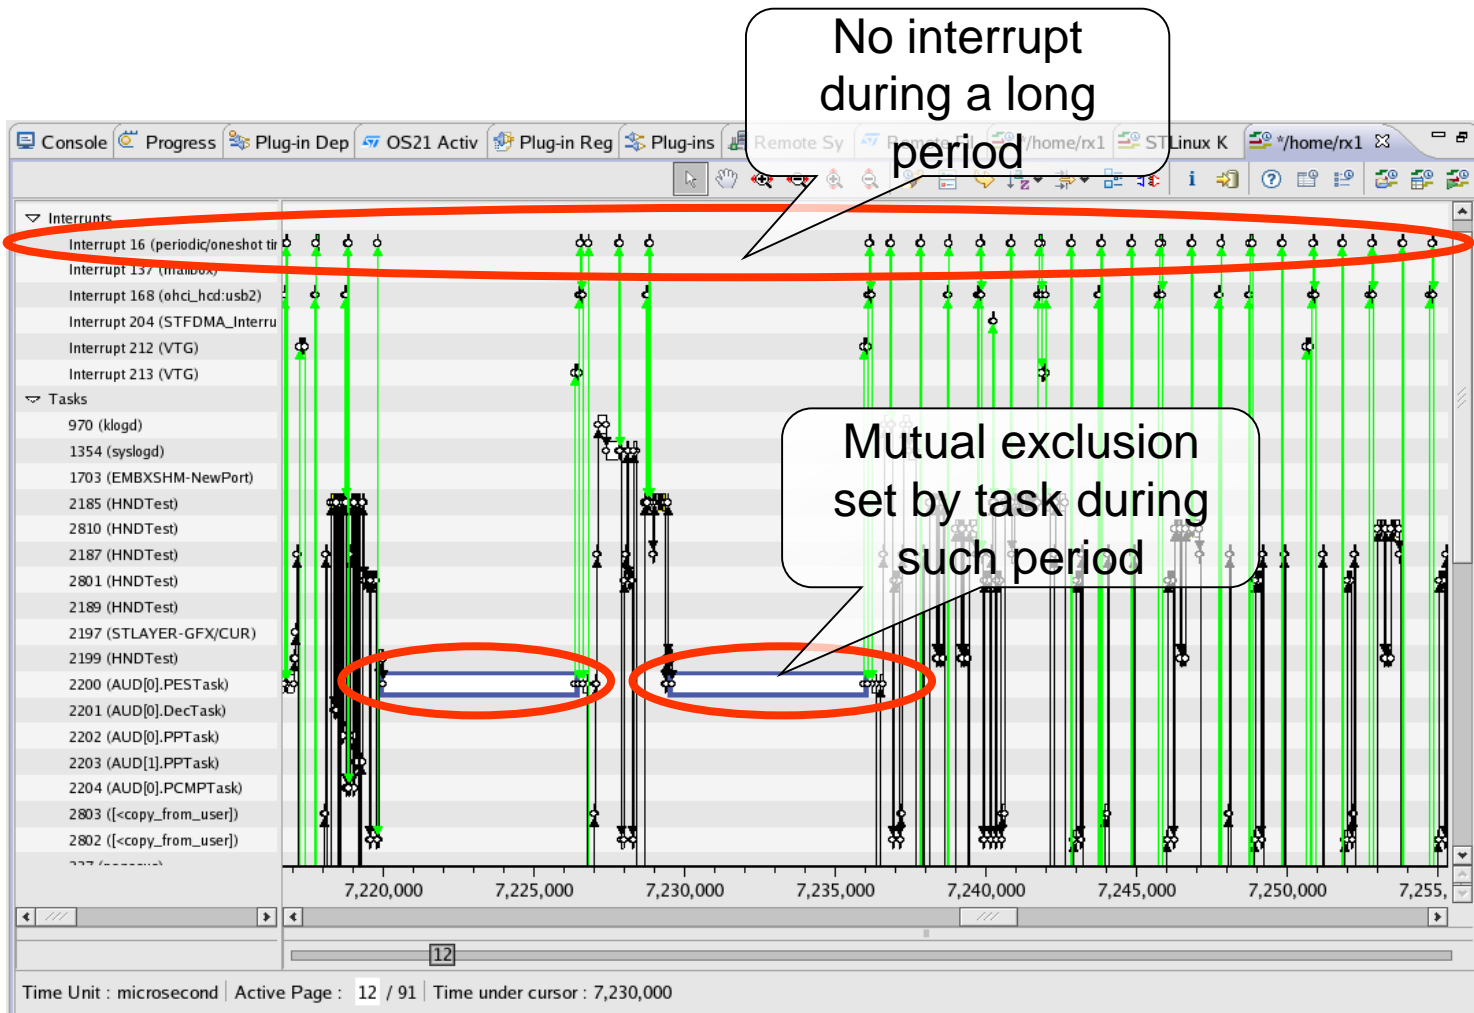 No interrupt
during a long
period
Console
Progress
Plug-in Dep
OS21 Activ
Plug-in Reg
Plug-ins
Remote Sy
*/home/rx1
STLinux K
*/home/rx1
Interrupts
Interrupt 16 (periodic/oneshot tir
Interrupt 137 (mailbox)
Interrupt 168 (ohci_hcd:usb2)
Interrupt 204 (STFDMA_Interru
Interrupt 212 (VTG)
Interrupt 213 (VTG)
Tasks
970 (klogd)
1354 (syslogd)
1703 (EMBXSHM-NewPort)
2185 (HNDTest)
2810 (HNDTest)
2187 (HNDTest)
2801 (HNDTest)
2189 (HNDTest)
2197 (STLAYER-GFX/CUR)
2199 (HNDTest)
2200 (AUD[0].PESTask)
2201 (AUD[0].DecTask)
2202 (AUD[0].PPTask)
2203 (AUD[1].PPTask)
2204 (AUD[0].PCMPTask)
2803 ([<copy_from_user])
2802 ([<copy_from_user])
Mutual exclusion
set by task during
such period
7,220,000 7,225,000 7,230,000 7,235,000 7,240,000 7,245,000 7,250,000 7,255,
12
Time Unit : microsecond Active Page : 12 / 91 Time under cursor : 7,230,000